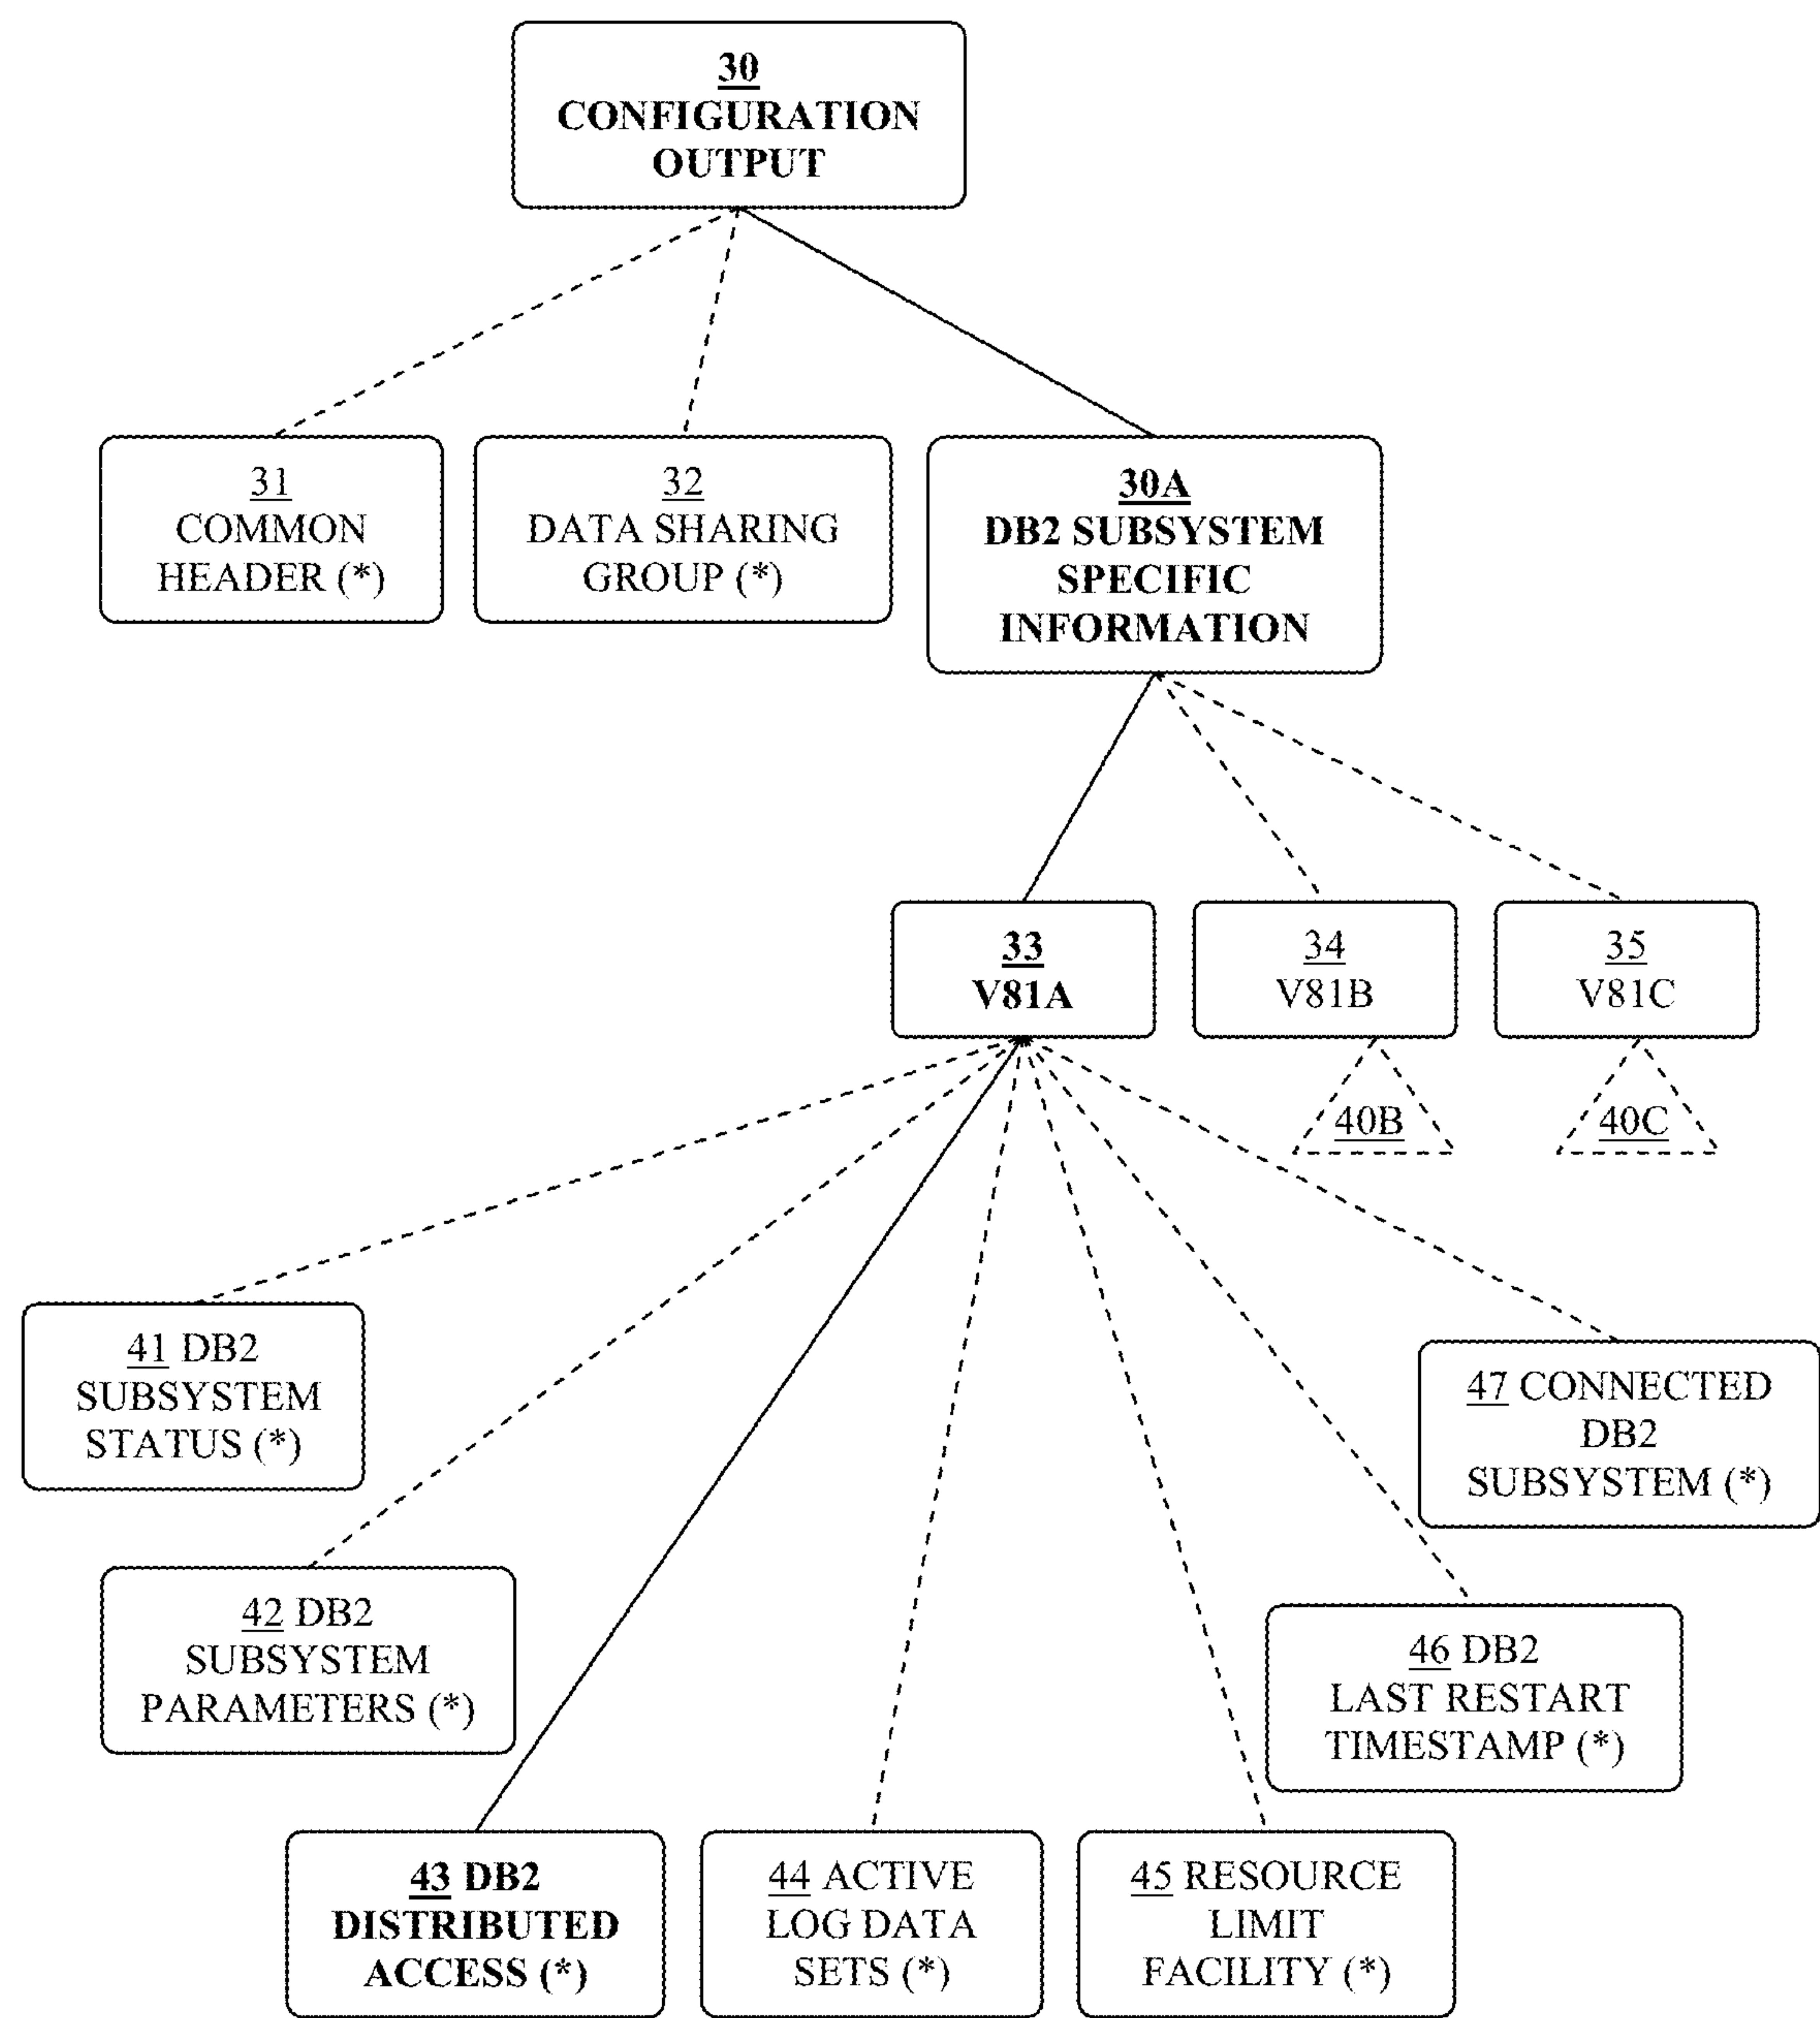 30
CONFIGURATION
OUTPUT
31
COMMON
HEADER (*)
32
DATA SHARING
GROUP (*)
30A
DB2 SUBSYSTEM
SPECIFIC
INFORMATION
33
V81A
34
V81B
35
V81C
40B
40C
41 DB2
SUBSYSTEM
STATUS (*)
47 CONNECTED
DB2
SUBSYSTEM (*)
42 DB2
SUBSYSTEM
PARAMETERS (*)
46 DB2
LAST RESTART
TIMESTAMP (*)
43 DB2
DISTRIBUTED
ACCESS (*)
44 ACTIVE
LOG DATA
SETS (*)
45 RESOURCE
LIMIT
FACILITY (*)